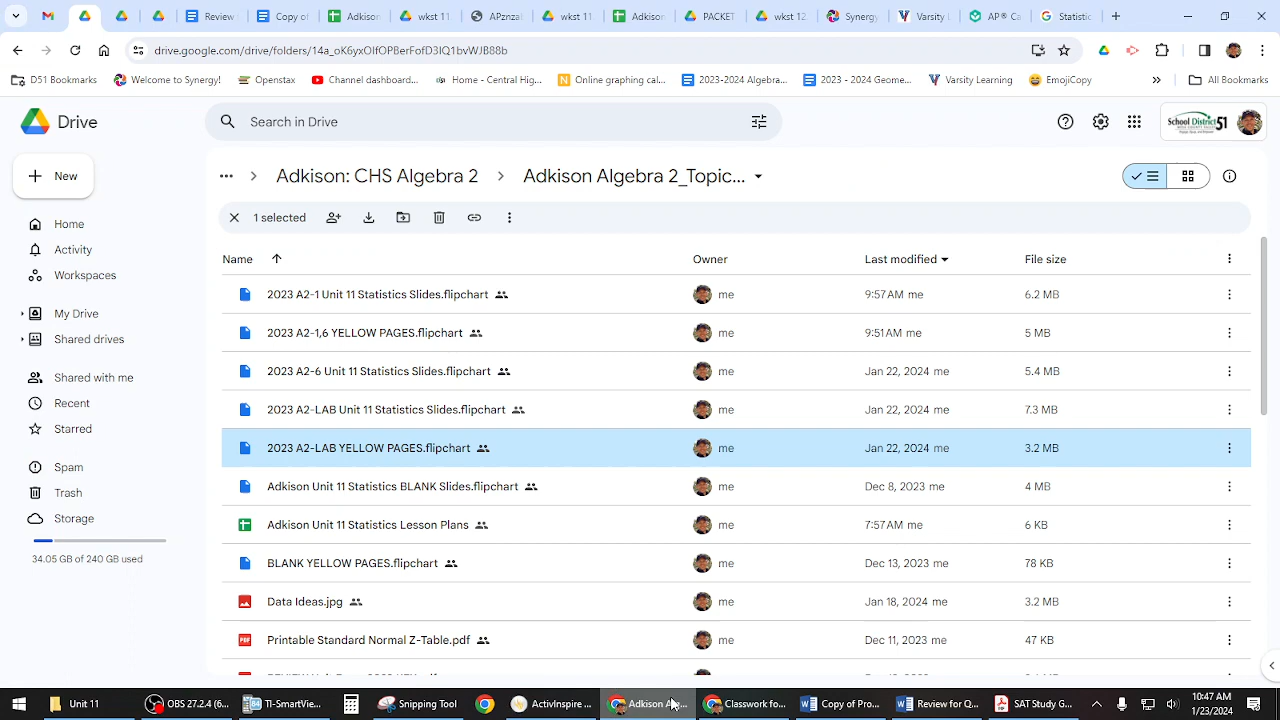 Review
Copy of
Adkison
wkst 11
APznzal
wkst 11
Adkison
PACKET
wkst 12
Synergy
Varsity L
AP® Ca
Statistic
drive.google.com/drive/folders/
D51 Bookmarks
Welcome to Synergy!
Openstax
Channel dashboard...
Home - Central Hig...
Online graphing cal...
2023-2024 Algebra...
2023 - 2024 Geome...
Varsity Learning
EmojiCopy
»
All Bookmarks
Drive
Search in Drive
School District 51
New
Adkison: CHS Algebra 2
Adkison Algebra 2_Topic...
1 selected
Home
Activity
Workspaces
My Drive
Shared drives
Shared with me
Recent
Starred
Spam
Trash
Storage
34.05 GB of 240 GB used
Name Owner Last modified File size
2023 A2-1 Unit 11 Statistics Slides.flipchart me 9:57 AM me 6.2 MB
2023 A2-1,6 YELLOW PAGES.flipchart me 9:51 AM me 5 MB
2023 A2-6 Unit 11 Statistics Slides.flipchart me Jan 22, 2024 me 5.4 MB
2023 A2-LAB Unit 11 Statistics Slides.flipchart me Jan 22, 2024 me 7.3 MB
2023 A2-LAB YELLOW PAGES.flipchart me Jan 22, 2024 me 3.2 MB
Adkison Unit 11 Statistics BLANK Slides.flipchart me Dec 8, 2023 me 4 MB
Adkison Unit 11 Statistics Lesson Plans me 7:57 AM me 6 KB
BLANK YELLOW PAGES.flipchart me Dec 13, 2023 me 78 KB
Data Ideas.jpg me Jan 18, 2024 me 3.2 MB
Printable Standard Normal Z-Table.pdf me Dec 11, 2023 me 47 KB
Unit 11
OBS 27.2.4 (6...
TI-SmartVie...
Snipping Tool
ActivInspire ...
Adkison A...
Classwork fo...
Copy of Pro...
Review for Q...
SAT Study G...
10:47 AM
1/23/2024